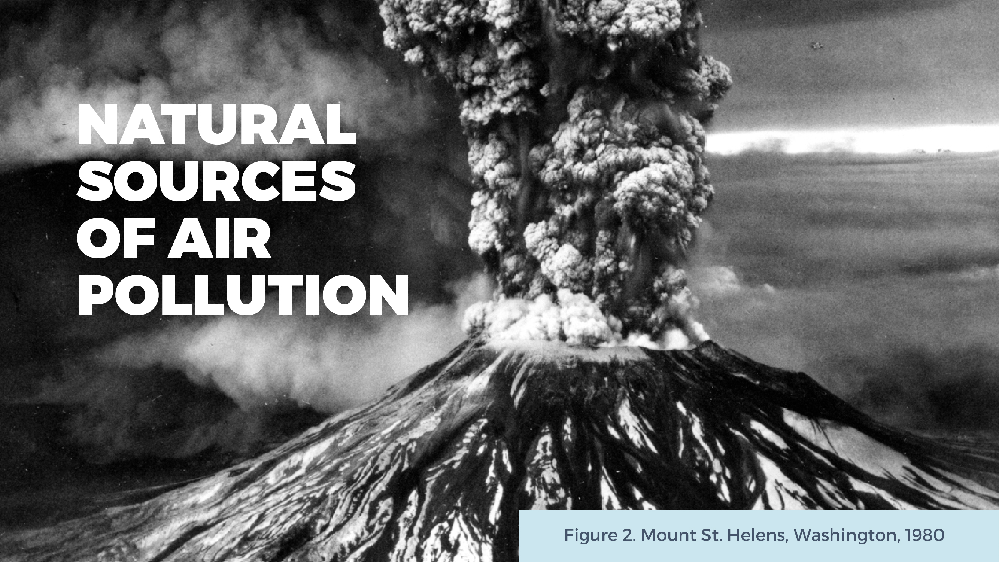 NATURAL
SOURCES
OF AIR
POLLUTION
Figure 2. Mount St. Helens, Washington, 1980